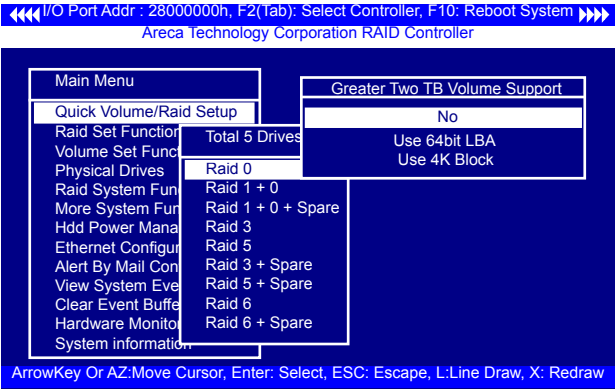 I/O Port Addr : 28000000h, F2(Tab): Select Controller, F10: Reboot System
Areca Technology Corporation RAID Controller
Main Menu
Quick Volume/Raid Setup
Raid Set Function
Volume Set Funct
Physical Drives
Raid System Fun
More System Fun
Hdd Power Mana
Ethernet Configur
Alert By Mail Con
View System Eve
Clear Event Buffe
Hardware Monitor
System information
Total 5 Drives
Raid 0
Raid 1 + 0
Raid 1 + 0 + Spare
Raid 3
Raid 5
Raid 3 + Spare
Raid 5 + Spare
Raid 6
Raid 6 + Spare
Greater Two TB Volume Support
No
Use 64bit LBA
Use 4K Block
ArrowKey Or AZ:Move Cursor, Enter: Select, ESC: Escape, L:Line Draw, X: Redraw